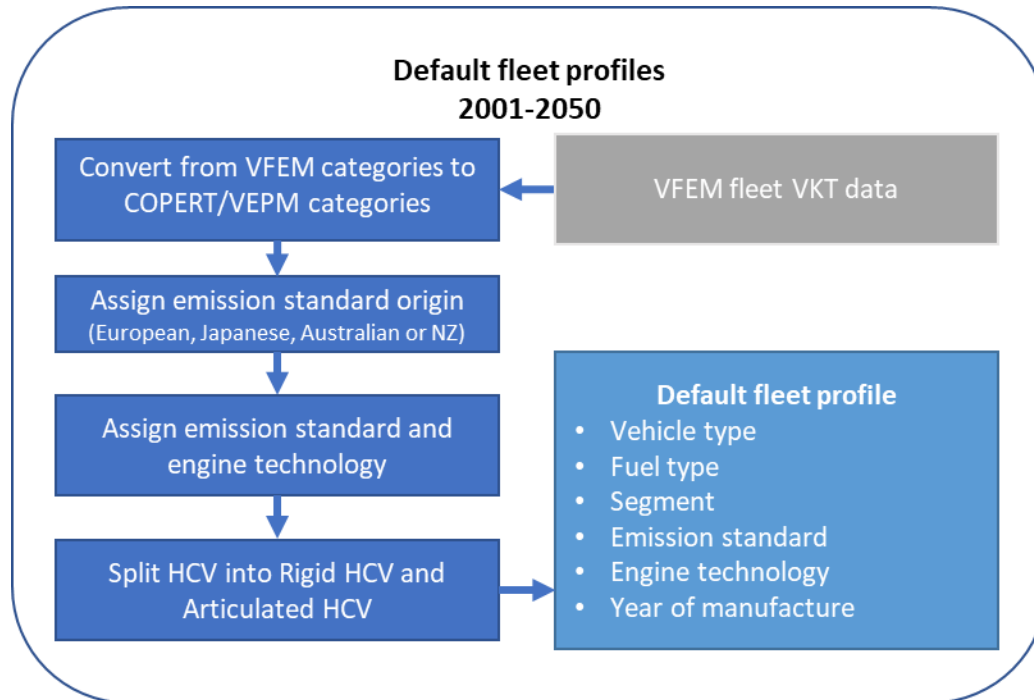 Default fleet profiles
2001-2050
Convert from VFEM categories to
COPERT/VEPM categories
VFEM fleet VKT data
Assign emission standard origin
(European, Japanese, Australian or NZ)
Assign emission standard and
engine technology
Split HCV into Rigid HCV and
Articulated HCV
Default fleet profile
• Vehicle type
• Fuel type
• Segment
• Emission standard
• Engine technology
• Year of manufacture